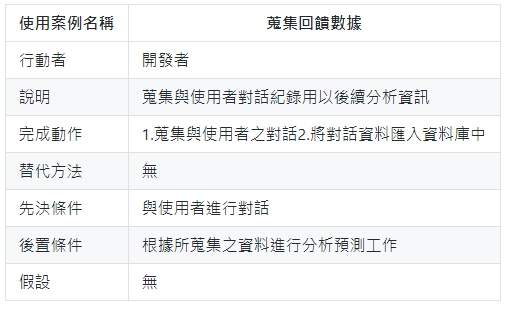 使用案例名稱 蒐集回饋數據
行動者 開發者
說明 蒐集與使用者對話紀錄用以後續分析資訊
完成動作 1.蒐集與使用者之對話2.將對話資料匯入資料庫中
替代方法 無
先決條件 與使用者進行對話
後置條件 根據所蒐集之資料進行分析預測工作
假設 無